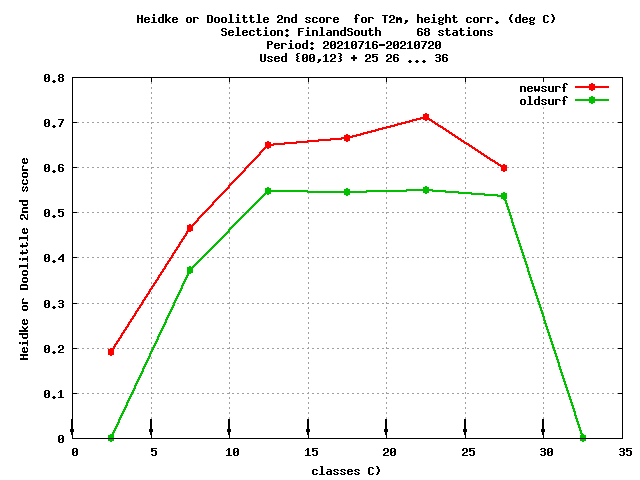 Heidke or Doolittle 2nd score  for T2m, height corr. (deg C)
Selection: FinlandSouth     68 stations
Period: 20210716-20210720
Used {00,12} + 25 26 ... 36
newsurf
oldsurf
0.8
0.7
0.6
0.5
0.4
0.3
0.2
0.1
0
Heidke or Doolittle 2nd score
0 5 10 15 20 25 30 35
classes C)